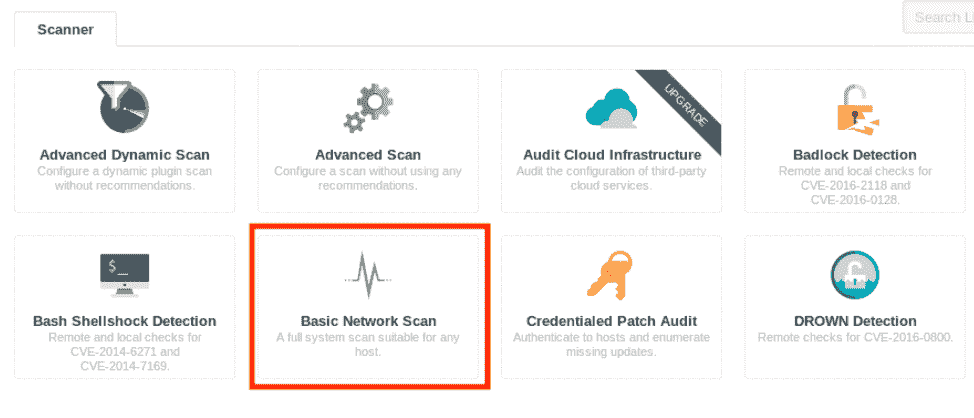 Scanner
Search Li
UPGRADE
Advanced Dynamic Scan
Configure a dynamic plugin scan
without recommendations.
Advanced Scan
Configure a scan without using any
recommendations.
Audit Cloud Infrastructure
Audit the configuration of third-party
cloud services.
Badlock Detection
Remote and local checks for
CVE-2016-2118 and
CVE-2016-0128.
$_
Bash Shellshock Detection
Remote and local checks for
CVE-2014-6271 and
CVE-2014-7169.
Basic Network Scan
A full system scan suitable for any
host.
Credentialed Patch Audit
Authenticate to hosts and enumerate
missing updates.
DROWN Detection
Remote checks for CVE-2016-0800.